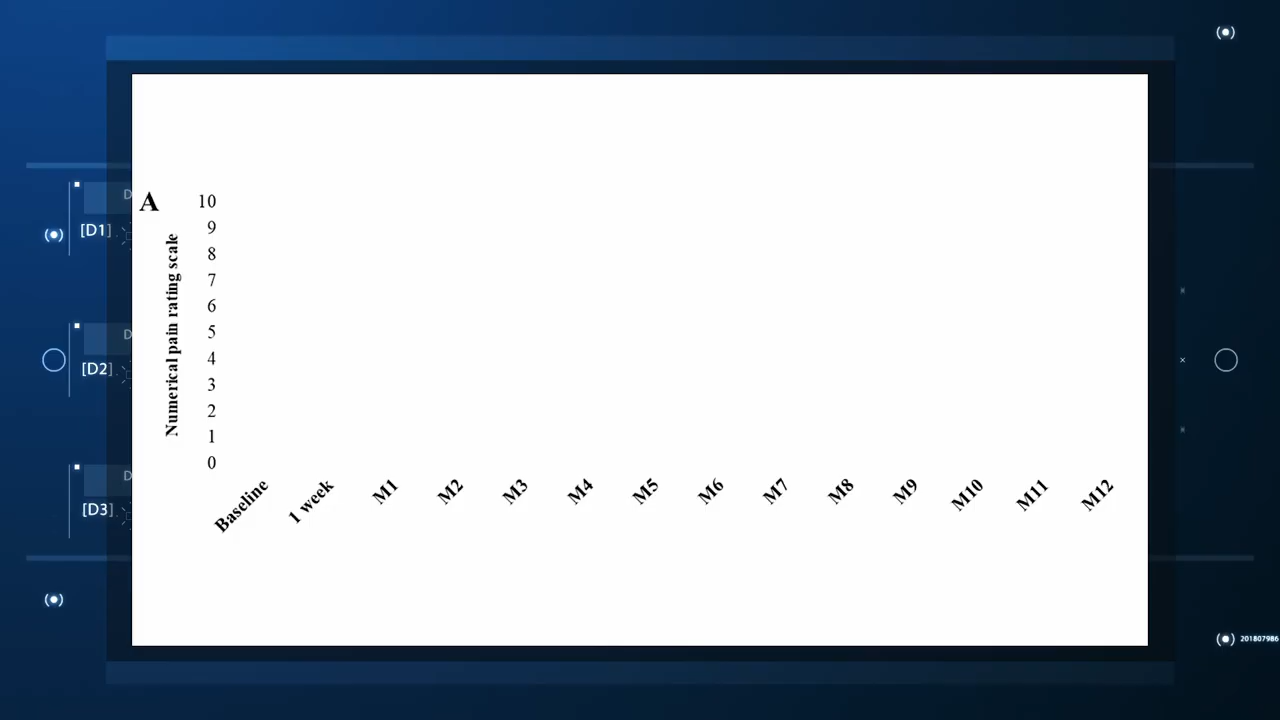 A
Numerical pain rating scale
10
9
8
7
6
5
4
3
2
1
0
Baseline 1 week M1 M2 M3 M4 M5 M6 M7 M8 M9 M10 M11 M12
D
[D1]
D
[D2]
D
[D3]
201807986